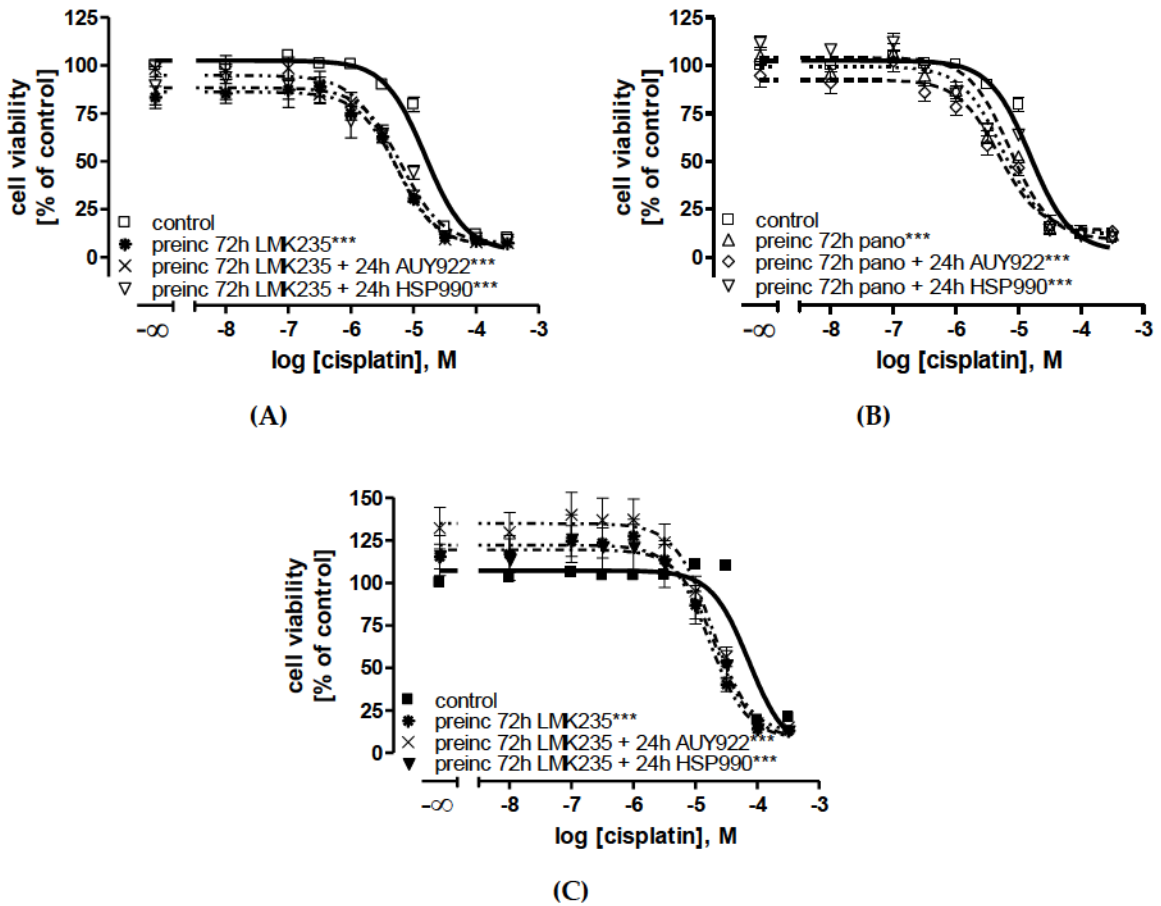 125
100
75
50
25
0
cell viability
[% of control]
control
preinc 72h LMK235***
preinc 72h LMK235 + 24h AUY922***
preinc 72h LMK235 + 24h HSP990***
-∞ -8 -7 -6 -5 -4 -3
log [cisplatin], M
(A)
125
100
75
50
25
0
cell viability
[% of control]
control
preinc 72h pano***
preinc 72h pano + 24h AUY922***
preinc 72h pano + 24h HSP990***
-∞ -8 -7 -6 -5 -4 -3
log [cisplatin], M
(B)
150
125
100
75
50
25
0
cell viability
[% of control]
control
preinc 72h LMK235***
preinc 72h LMK235 + 24h AUY922***
preinc 72h LMK235 + 24h HSP990***
-∞ -8 -7 -6 -5 -4 -3
log [cisplatin], M
(C)